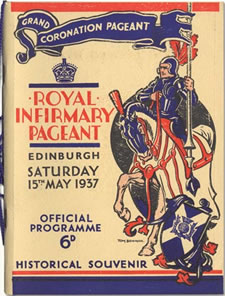 GRAND
CORONATION PAGEANT
·ROYAL·
INFIRMARY
PAGEANT
EDINBURGH
SATURDAY
15TH MAY 1937
OFFICIAL
PROGRAMME
6D
HISTORICAL SOUVENIR